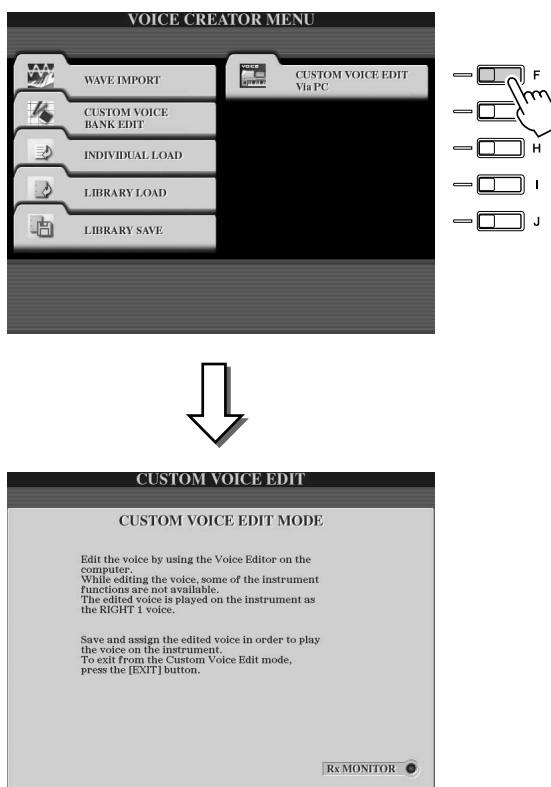 VOICE CREATOR MENU
WAVE IMPORT
CUSTOM VOICE
BANK EDIT
INDIVIDUAL LOAD
LIBRARY LOAD
LIBRARY SAVE
VOICE
CUSTOM VOICE EDIT
Via PC
F
H
I
J
CUSTOM VOICE EDIT
CUSTOM VOICE EDIT MODE
Edit the voice by using the Voice Editor on the
computer.
While editing the voice, some of the instrument
functions are not available.
The edited voice is played on the instrument as
the RIGHT 1 voice.
Save and assign the edited voice in order to play
the voice on the instrument.
To exit from the Custom Voice Edit mode,
press the [EXIT] button.
Rx MONITOR